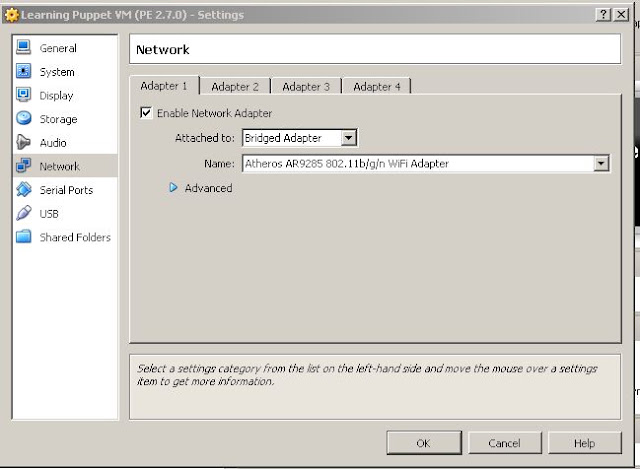 Learning Puppet VM (PE 2.7.0) - Settings
General
System
Display
Storage
Audio
Network
Serial Ports
USB
Shared Folders
Network
Adapter 1
Adapter 2
Adapter 3
Adapter 4
Enable Network Adapter
Attached to: Bridged Adapter
Name: Atheros AR9285 802.11b/g/n WiFi Adapter
Advanced
Select a settings category from the list on the left-hand side and move the mouse over a settings
item to get more information.
OK
Cancel
Help